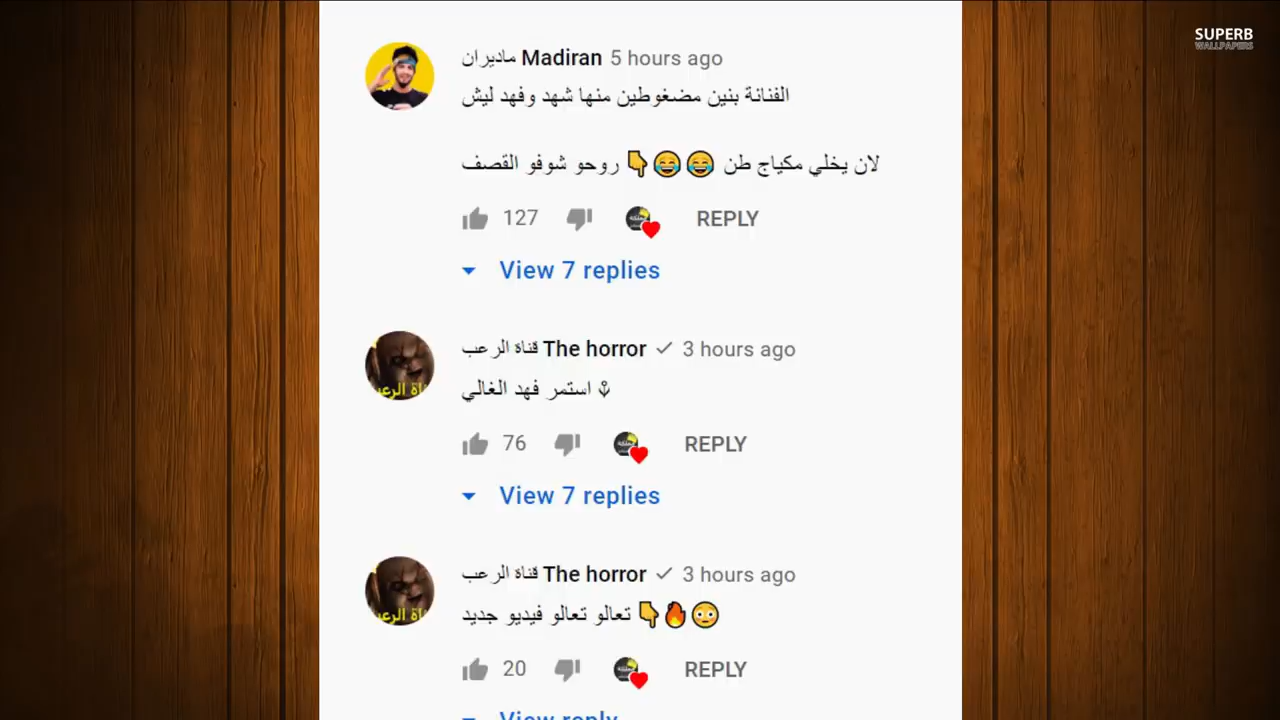 SUPERB
WALLPAPERS
ماديران Madiran 5 hours ago
الفنانة بنين مضغوطين منها شهد وفهد ليش
لان يخلي مكياج طن 😂😂👇 روحو شوفو القصف
127 REPLY
View 7 replies
قناة الرعب The horror ✓ 3 hours ago
استمر فهد الغالي
76 REPLY
View 7 replies
قناة الرعب The horror ✓ 3 hours ago
تعالو تعالو فيديو جديد 👇🔥😳
20 REPLY
View reply